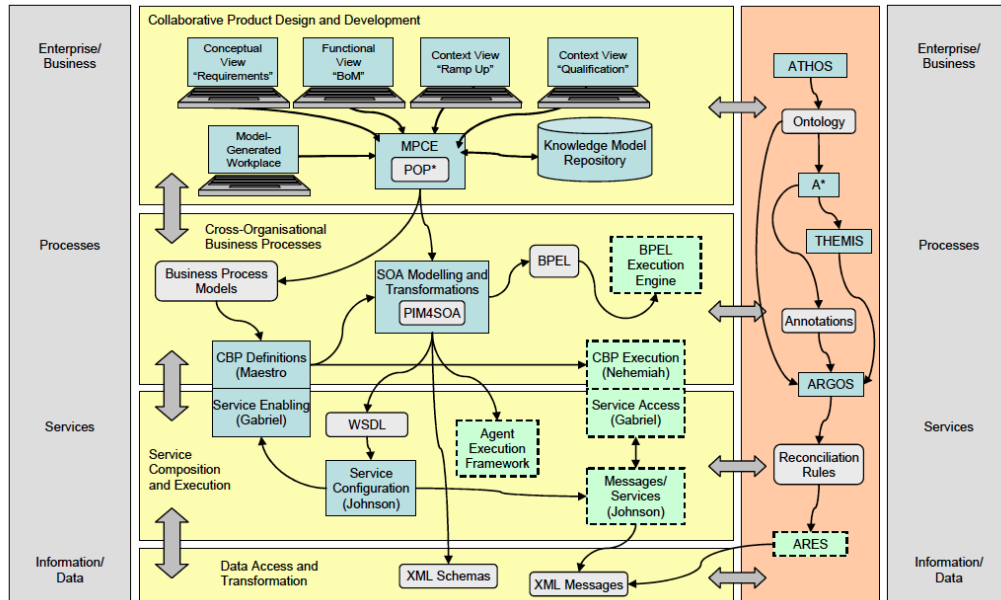 Enterprise/
Business
Processes
Services
Information/
Data
Collaborative Product Design and Development
Conceptual
View
"Requirements"
Functional
View
"BoM"
Context View
"Ramp Up"
Context View
"Qualification"
Model-
Generated
Workplace
MPCE
POP*
Knowledge Model
Repository
Cross-Organisational
Business Processes
Business Process
Models
SOA Modelling and
Transformations
PIM4SOA
BPEL
BPEL
Execution
Engine
CBP Definitions
(Maestro
CBP Execution
(Nehemiah)
Service Enabling
(Gabriel)
Service Access
(Gabriel)
WSDL
Agent
Execution
Framework
Service
Composition
and Execution
Service
Configuration
(Johnson)
Messages/
Services
(Johnson)
Data Access and
Transformation
XML Schemas
XML Messages
ATHOS
Ontology
A*
THEMIS
Annotations
ARGOS
Reconciliation
Rules
ARES
Enterprise/
Business
Processes
Services
Information/
Data